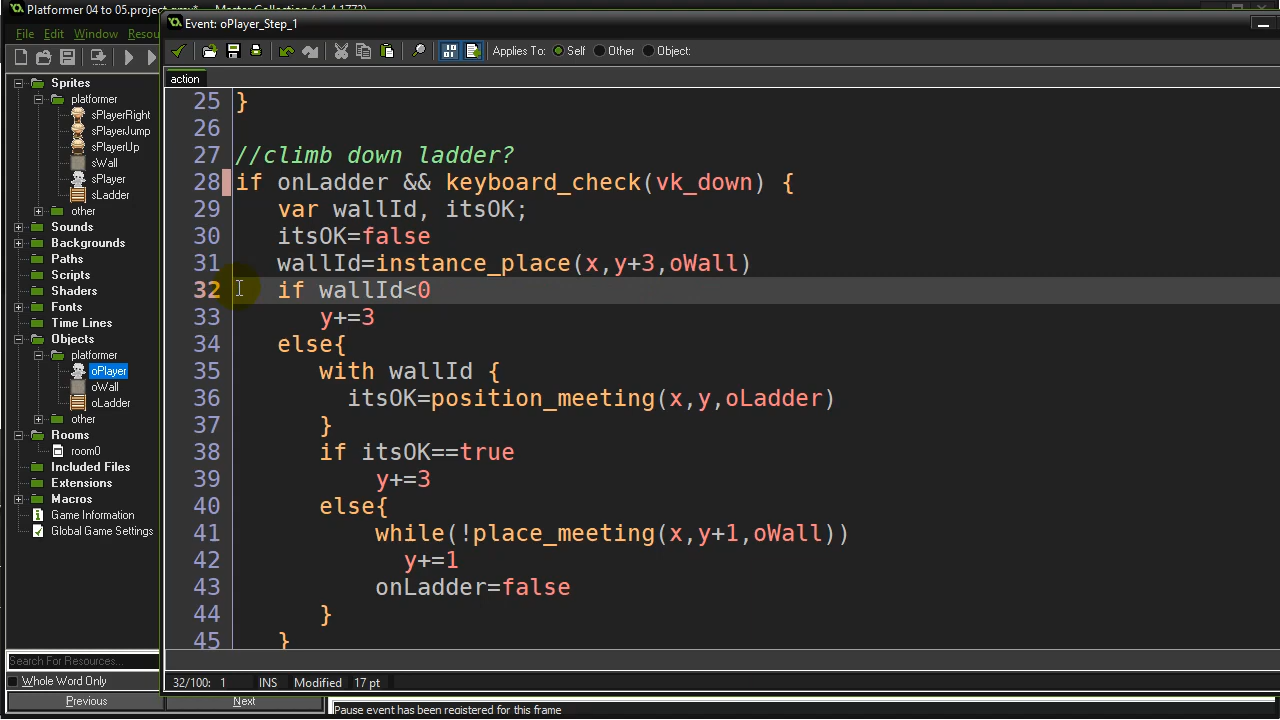 Platformer 04 to 05.project.gmx*
Master Collection (v1.4.1773)
File Edit Window Resou
Event: oPlayer_Step_1
Applies To: Self Other Object:
action
Sprites
platformer
sPlayerRight
sPlayerJump
sPlayerUp
sWall
sPlayer
sLadder
other
Sounds
Backgrounds
Paths
Scripts
Shaders
Fonts
Time Lines
Objects
platformer
oPlayer
oWall
oLadder
other
Rooms
room0
Included Files
Extensions
Macros
Game Information
Global Game Settings
Search For Resources...
Whole Word Only
Previous Next
25 }
26
27 //climb down ladder?
28 if onLadder && keyboard_check(vk_down) {
29 var wallId, itsOK;
30 itsOK=false
31 wallId=instance_place(x,y+3,oWall)
32 if wallId<0
33 y+=3
34 else{
35 with wallId {
36 itsOK=position_meeting(x,y,oLadder)
37 }
38 if itsOK==true
39 y+=3
40 else{
41 while(!place_meeting(x,y+1,oWall))
42 y+=1
43 onLadder=false
44 }
45 }
32/100: 1 INS Modified 17 pt
Pause event has been registered for this frame